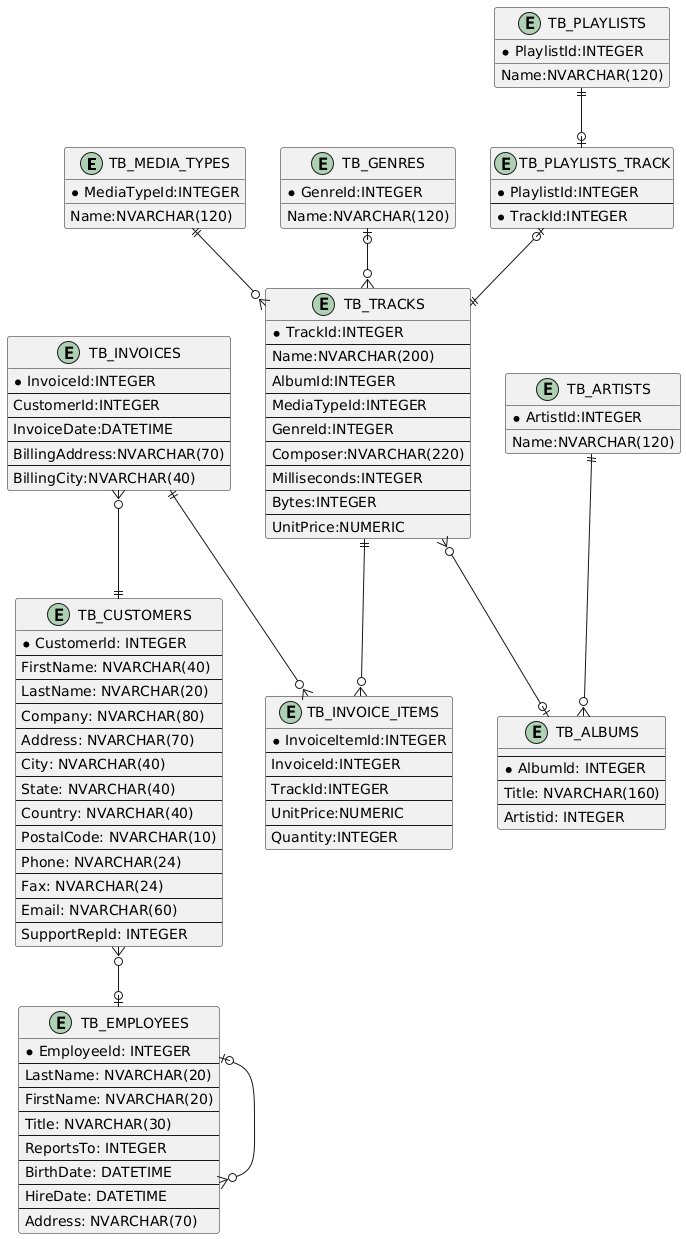 E TB_PLAYLISTS
* PlaylistId:INTEGER
Name:NVARCHAR(120)
E TB_MEDIA_TYPES
* MediaTypeId:INTEGER
Name:NVARCHAR(120)
E TB_GENRES
* GenreId:INTEGER
Name:NVARCHAR(120)
E TB_PLAYLISTS_TRACK
* PlaylistId:INTEGER
* TrackId:INTEGER
E TB_TRACKS
* TrackId:INTEGER
Name:NVARCHAR(200)
AlbumId:INTEGER
MediaTypeId:INTEGER
GenreId:INTEGER
Composer:NVARCHAR(220)
Milliseconds:INTEGER
Bytes:INTEGER
UnitPrice:NUMERIC
E TB_INVOICES
* InvoiceId:INTEGER
CustomerId:INTEGER
InvoiceDate:DATETIME
BillingAddress:NVARCHAR(70)
BillingCity:NVARCHAR(40)
E TB_ARTISTS
* ArtistId:INTEGER
Name:NVARCHAR(120)
E TB_CUSTOMERS
* CustomerId: INTEGER
FirstName: NVARCHAR(40)
LastName: NVARCHAR(20)
Company: NVARCHAR(80)
Address: NVARCHAR(70)
City: NVARCHAR(40)
State: NVARCHAR(40)
Country: NVARCHAR(40)
PostalCode: NVARCHAR(10)
Phone: NVARCHAR(24)
Fax: NVARCHAR(24)
Email: NVARCHAR(60)
SupportRepId: INTEGER
E TB_INVOICE_ITEMS
* InvoiceItemId:INTEGER
InvoiceId:INTEGER
TrackId:INTEGER
UnitPrice:NUMERIC
Quantity:INTEGER
E TB_ALBUMS
* AlbumId: INTEGER
Title: NVARCHAR(160)
Artistid: INTEGER
E TB_EMPLOYEES
* EmployeeId: INTEGER
LastName: NVARCHAR(20)
FirstName: NVARCHAR(20)
Title: NVARCHAR(30)
ReportsTo: INTEGER
BirthDate: DATETIME
HireDate: DATETIME
Address: NVARCHAR(70)